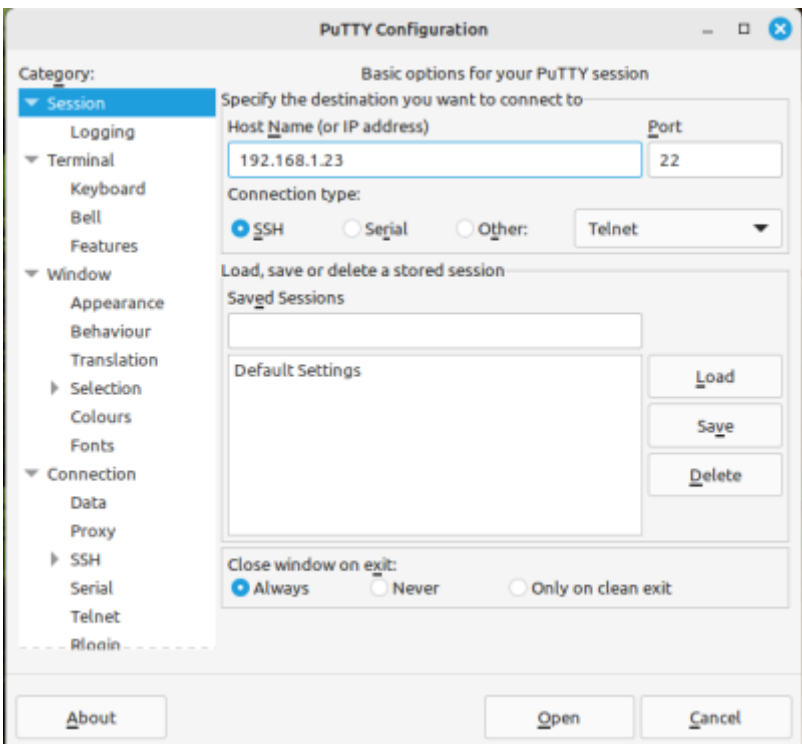 PuTTY Configuration
Category:
Session
Logging
Terminal
Keyboard
Bell
Features
Window
Appearance
Behaviour
Translation
Selection
Colours
Fonts
Connection
Data
Proxy
SSH
Serial
Telnet
Rlogin
Basic options for your PuTTY session
Specify the destination you want to connect to
Host Name (or IP address) Port
192.168.1.23 22
Connection type:
SSH Serial Other: Telnet
Load, save or delete a stored session
Saved Sessions
Default Settings
Load
Save
Delete
Close window on exit:
Always Never Only on clean exit
About Open Cancel